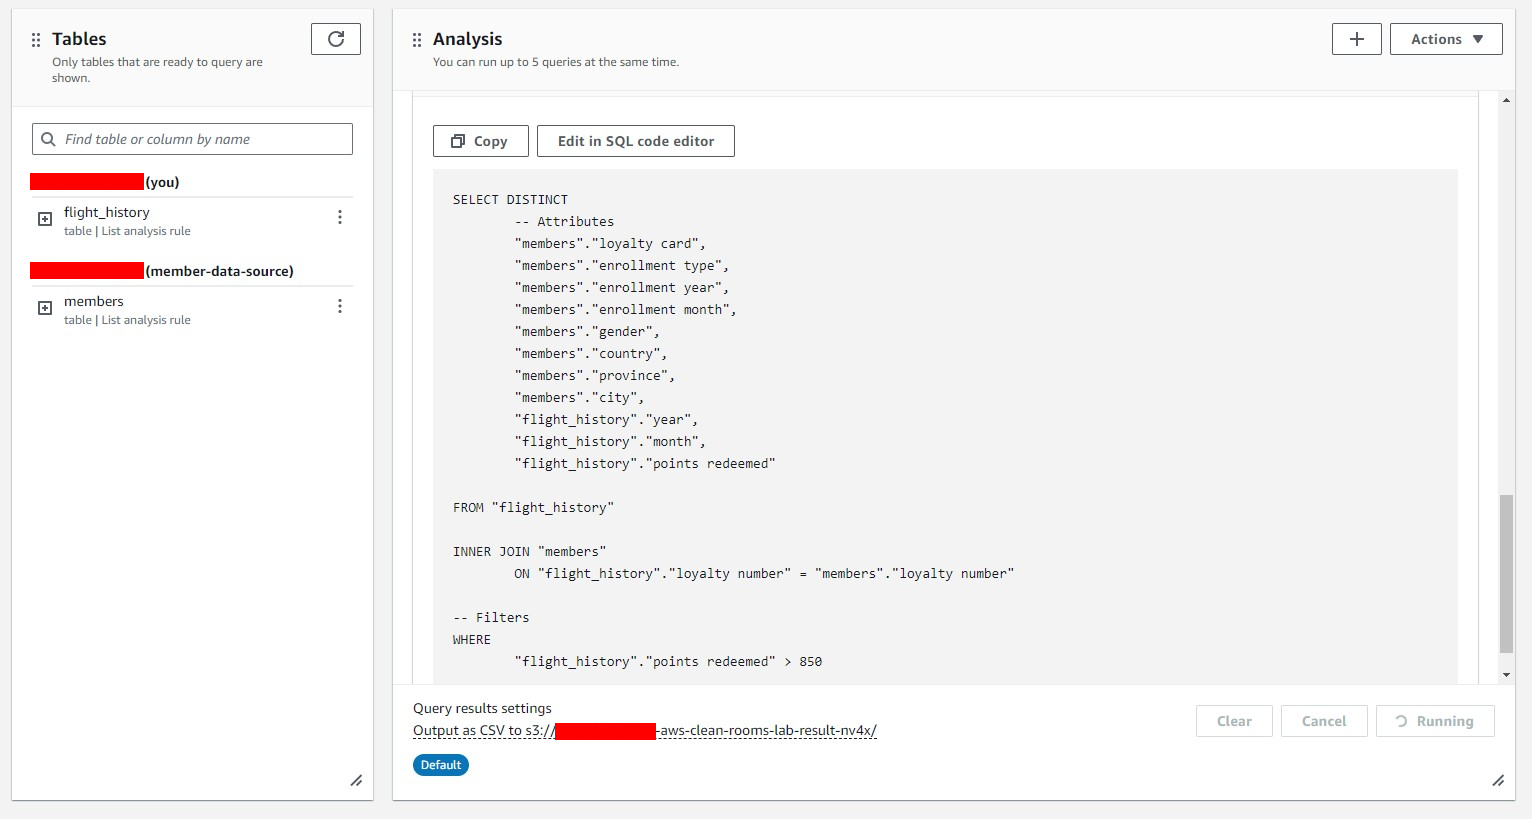 Tables
Only tables that are ready to query are
shown.
Find table or column by name
(you)
flight_history
table | List analysis rule
(member-data-source)
members
table | List analysis rule
Analysis
You can run up to 5 queries at the same time.
Actions
Copy
Edit in SQL code editor
SELECT DISTINCT
-- Attributes
"members"."loyalty card",
"members"."enrollment type",
"members"."enrollment year",
"members"."enrollment month",
"members"."gender",
"members"."country",
"members"."province",
"members"."city",
"flight_history"."year",
"flight_history"."month",
"flight_history"."points redeemed"
FROM "flight_history"
INNER JOIN "members"
ON "flight_history"."loyalty number" = "members"."loyalty number"
-- Filters
WHERE
"flight_history"."points redeemed" > 850
Query results settings
Output as CSV to s3://-aws-clean-rooms-lab-result-nv4x/
Default
Clear
Cancel
Running